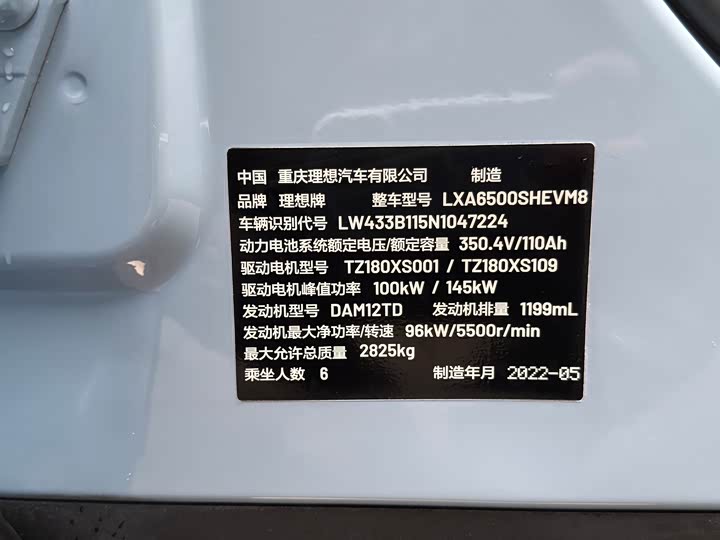 中国 重庆理想汽车有限公司 制造
品牌 理想牌 整车型号 LXA6500SHEVM8
车辆识别代号 LW433B115N1047224
动力电池系统额定电压/额定容量 350.4V/110Ah
驱动电机型号 TZ180XS001 / TZ180XS109
驱动电机峰值功率 100kW / 145kW
发动机型号 DAM12TD 发动机排量 1199mL
发动机最大净功率/转速 96kW/5500r/min
最大允许总质量 2825kg
乘坐人数 6 制造年月 2022-05